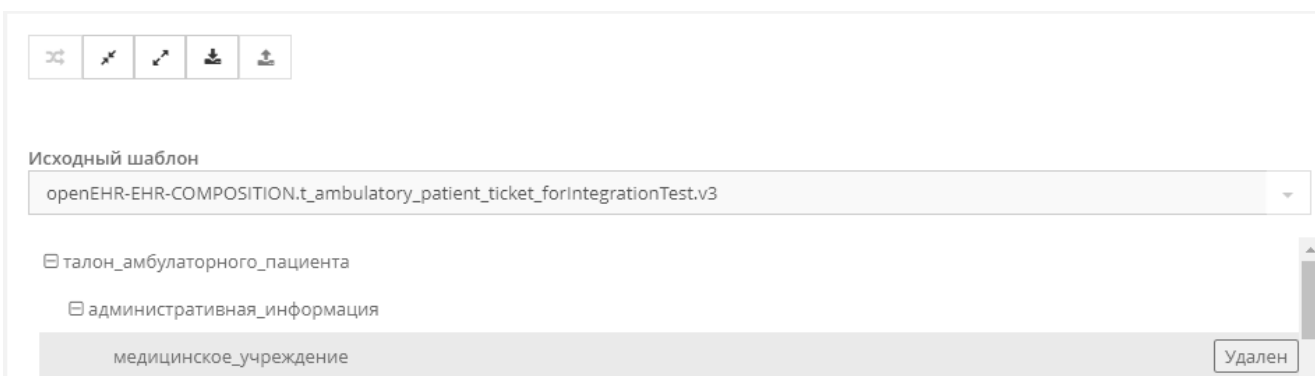 Исходный шаблон
openEHR-EHR-COMPOSITION.t_ambulatory_patient_ticket_forIntegrationTest.v3
талон_амбулаторного_пациента
административная_информация
медицинское_учреждение Удален